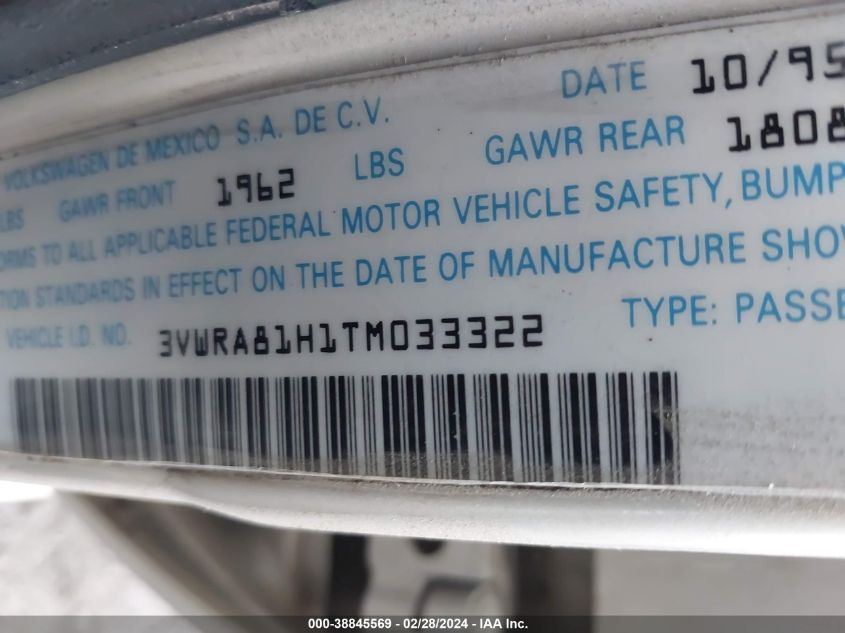 DATE 10/95
VOLKSWAGEN DE MEXICO S.A. DE C.V.
LBS GAWR FRONT 1962 LBS GAWR REAR 1808
ORMS TO ALL APPLICABLE FEDERAL MOTOR VEHICLE SAFETY, BUMP
TION STANDARDS IN EFFECT ON THE DATE OF MANUFACTURE SHOW
VEHICLE I.D. NO. 3VWRA81H1TM033322 TYPE: PASSE
000-38845569 - 02/28/2024 - IAA Inc.